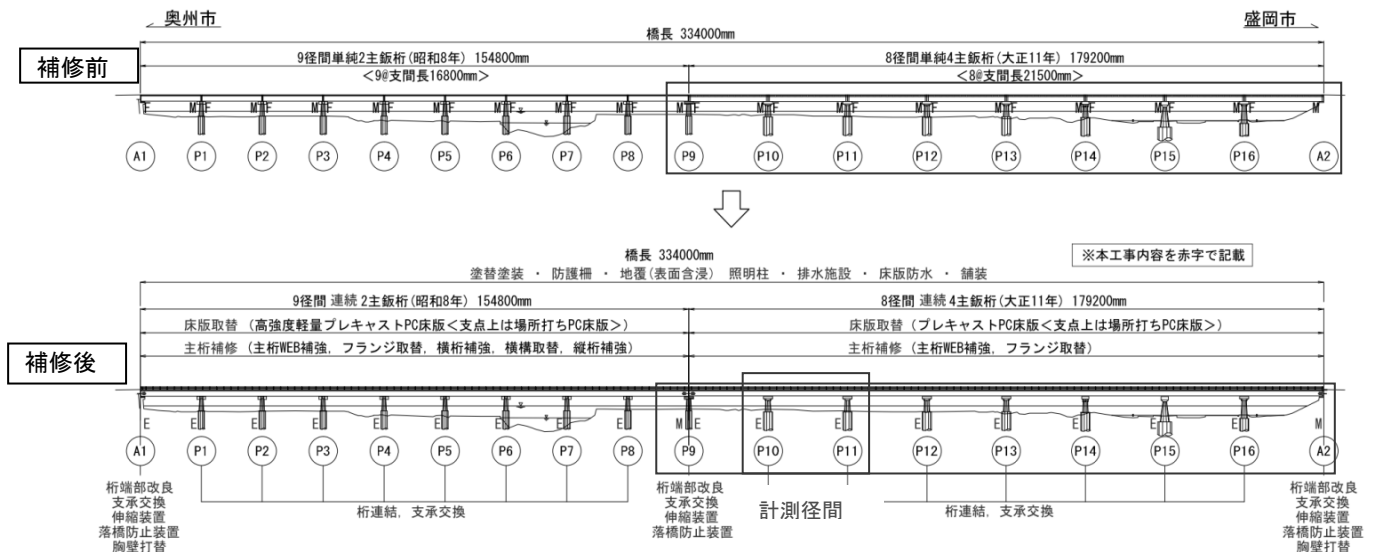 奥州市
盛岡市
橋長 334000mm
補修前
9径間単純2主鈑桁(昭和8年) 154800mm
8径間単純4主鈑桁(大正11年) 179200mm
<9@支間長16800mm>
<8@支間長21500mm>
F M F M F M F M F M F M F M F M F M F M F M F M F M F M F M F M F M
A1 P1 P2 P3 P4 P5 P6 P7 P8 P9 P10 P11 P12 P13 P14 P15 P16 A2
橋長 334000mm
※本工事内容を赤字で記載
塗替塗装 ・ 防護柵 ・ 地覆(表面含浸) 照明柱 ・ 排水施設 ・ 床版防水 ・ 舗装
9径間 連続 2主鈑桁(昭和8年) 154800mm
8径間 連続 4主鈑桁(大正11年) 179200mm
床版取替 (高強度軽量プレキャストPC床版<支点上は場所打ちPC床版>)
床版取替 (プレキャストPC床版<支点上は場所打ちPC床版>)
補修後
主桁補修 (主桁WEB補強, フランジ取替, 横桁補強, 横構取替, 縦桁補強)
主桁補修 (主桁WEB補強, フランジ取替)
E E E E E E E E E M E E E E E E E E M
A1 P1 P2 P3 P4 P5 P6 P7 P8 P9 P10 P11 P12 P13 P14 P15 P16 A2
桁端部改良
支承交換
伸縮装置
落橋防止装置
胸壁打替
桁連結, 支承交換
桁端部改良
支承交換
伸縮装置
落橋防止装置
計測径間
桁連結, 支承交換
桁端部改良
支承交換
伸縮装置
落橋防止装置
胸壁打替